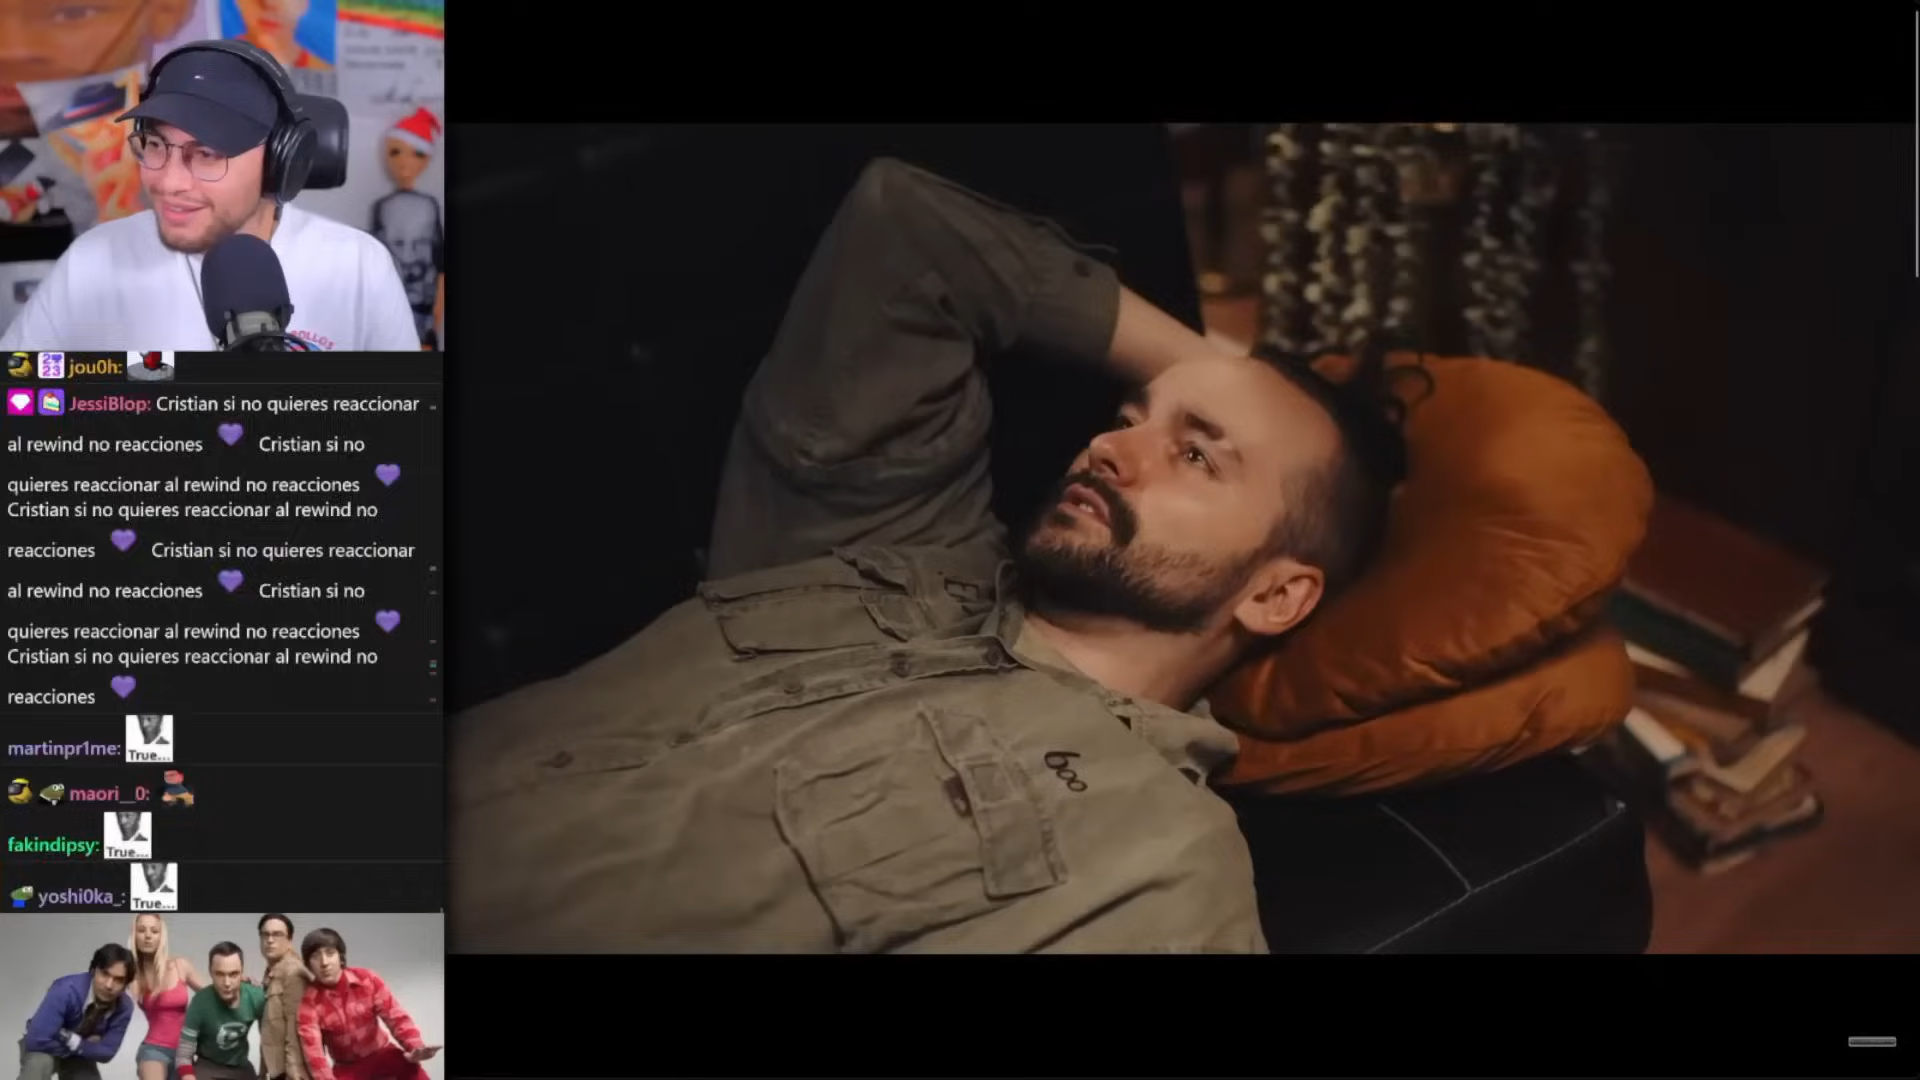 jou0h:
JessiBlop: Cristian si no quieres reaccionar
al rewind no reacciones 💜 Cristian si no
quieres reaccionar al rewind no reacciones 💜
Cristian si no quieres reaccionar al rewind no
reacciones 💜 Cristian si no quieres reaccionar
al rewind no reacciones 💜 Cristian si no
quieres reaccionar al rewind no reacciones 💜
Cristian si no quieres reaccionar al rewind no
reacciones 💜
martinpr1me: True...
maori__0:
fakindipsy: True...
yoshi0ka_: True...
boo